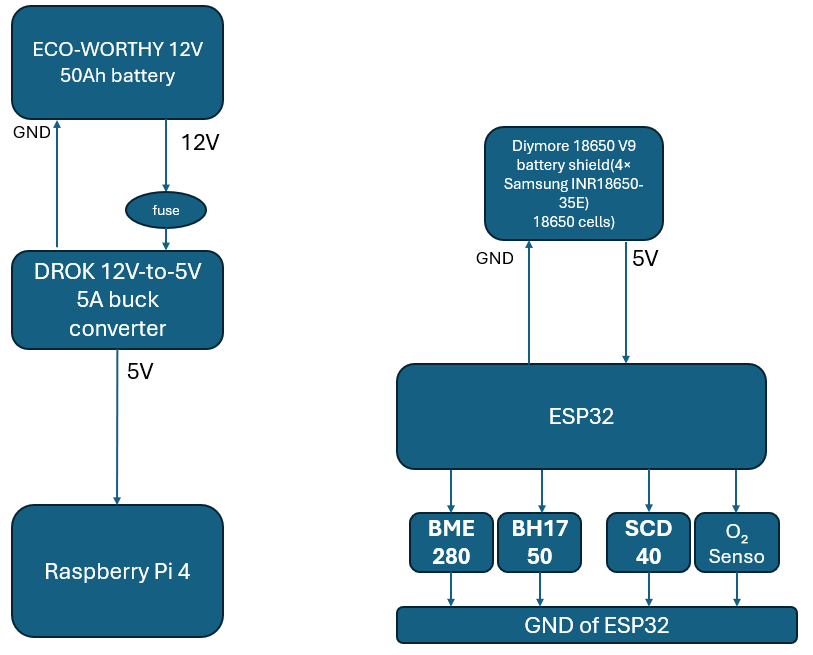 ECO-WORTHY 12V
50Ah battery
GND
12V
fuse
DROK 12V-to-5V
5A buck
converter
5V
Raspberry Pi 4
Diymore 18650 V9
battery shield(4×
Samsung INR18650-
35E)
18650 cells)
GND
5V
ESP32
BME
280
BH17
50
SCD
40
O₂
Senso
GND of ESP32